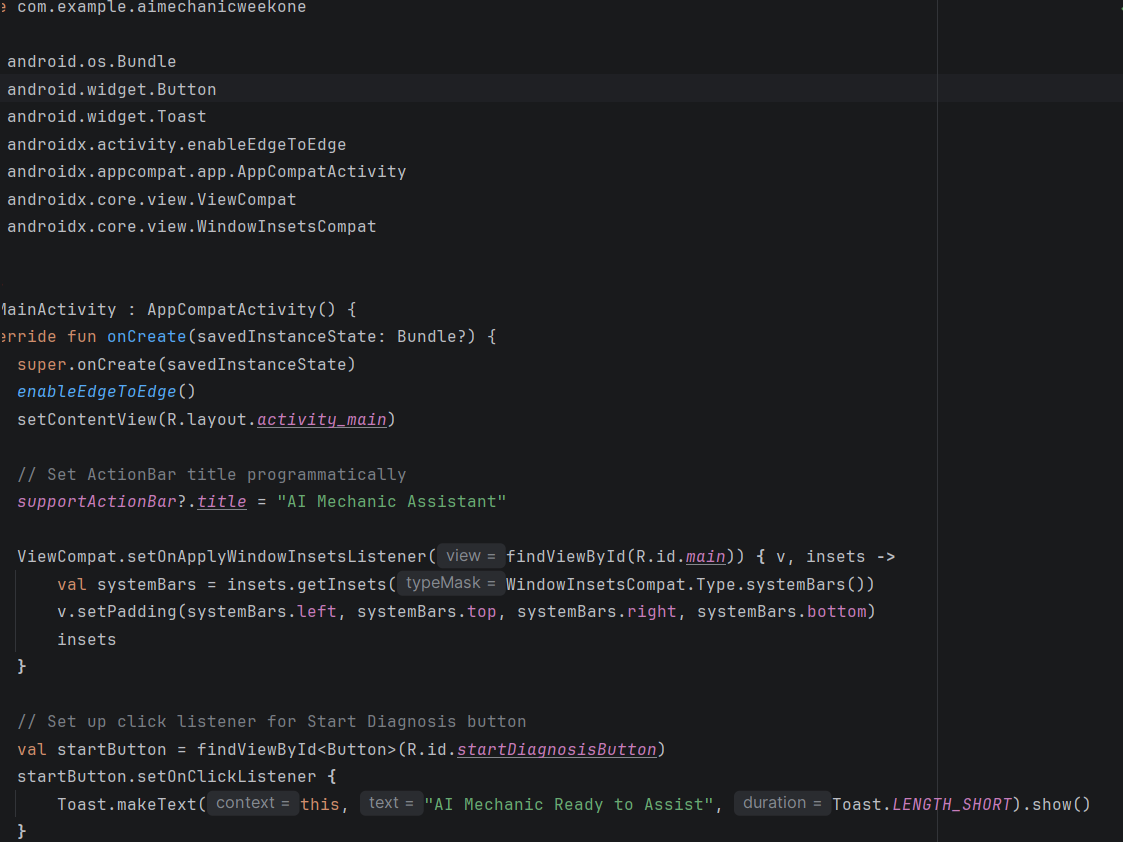 com.example.aimechanicweekone
android.os.Bundle
android.widget.Button
android.widget.Toast
androidx.activity.enableEdgeToEdge
androidx.appcompat.app.AppCompatActivity
androidx.core.view.ViewCompat
androidx.core.view.WindowInsetsCompat
MainActivity : AppCompatActivity() {
erride fun onCreate(savedInstanceState: Bundle?) {
super.onCreate(savedInstanceState)
enableEdgeToEdge()
setContentView(R.layout.activity_main)
// Set ActionBar title programmatically
supportActionBar?.title = "AI Mechanic Assistant"
ViewCompat.setOnApplyWindowInsetsListener( view = findViewById(R.id.main)) { v, insets ->
val systemBars = insets.getInsets( typeMask = WindowInsetsCompat.Type.systemBars())
v.setPadding(systemBars.left, systemBars.top, systemBars.right, systemBars.bottom)
insets
}
// Set up click listener for Start Diagnosis button
val startButton = findViewById<Button>(R.id.startDiagnosisButton)
startButton.setOnClickListener {
Toast.makeText( context = this, text = "AI Mechanic Ready to Assist", duration = Toast.LENGTH_SHORT).show()
}